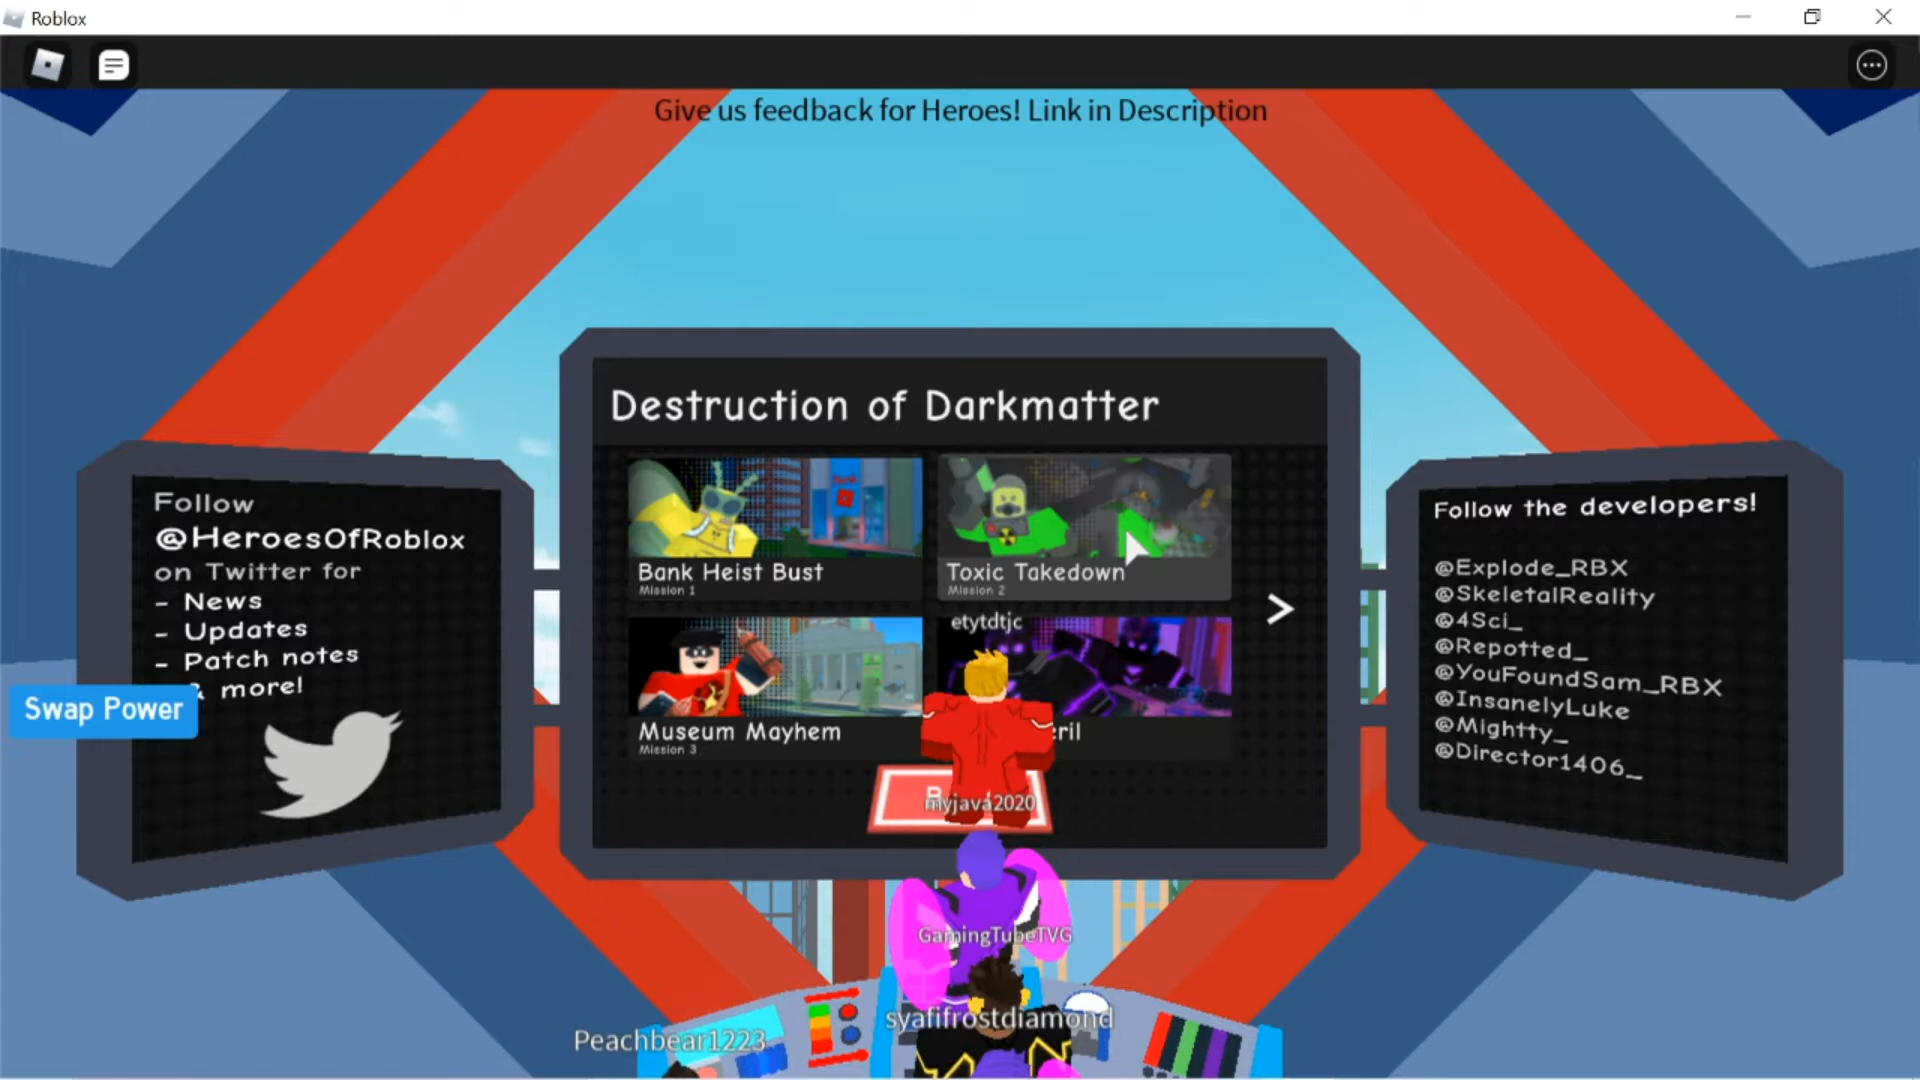 Roblox
Give us feedback for Heroes! Link in Description
Follow
@HeroesOfRoblox
on Twitter for
- News
- Updates
- Patch notes
& more!
Swap Power
Destruction of Darkmatter
Bank Heist Bust
Mission 1
Toxic Takedown
Mission 2
Museum Mayhem
Mission 3
etytdtjc
myjava2020
GamingTubeTVG
syafifrostdiamond
Peachbear1223
Follow the developers!
@Explode_RBX
@SkeletalReality
@4Sci_
@Repotted_
@YouFoundSam_RBX
@InsanelyLuke
@Mightty_
@Director1406_